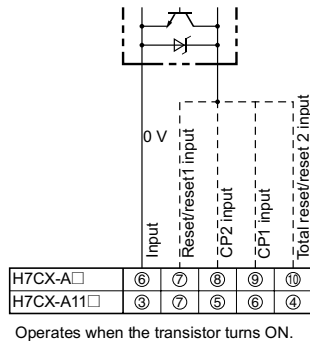 0 V
Input
Reset/reset1 input
CP2 input
CP1 input
Total reset/reset 2 input
H7CX-A□ ⑥ ⑦ ⑧ ⑨ ⑩
H7CX-A11□ ③ ⑦ ⑤ ⑥ ④
Operates when the transistor turns ON.